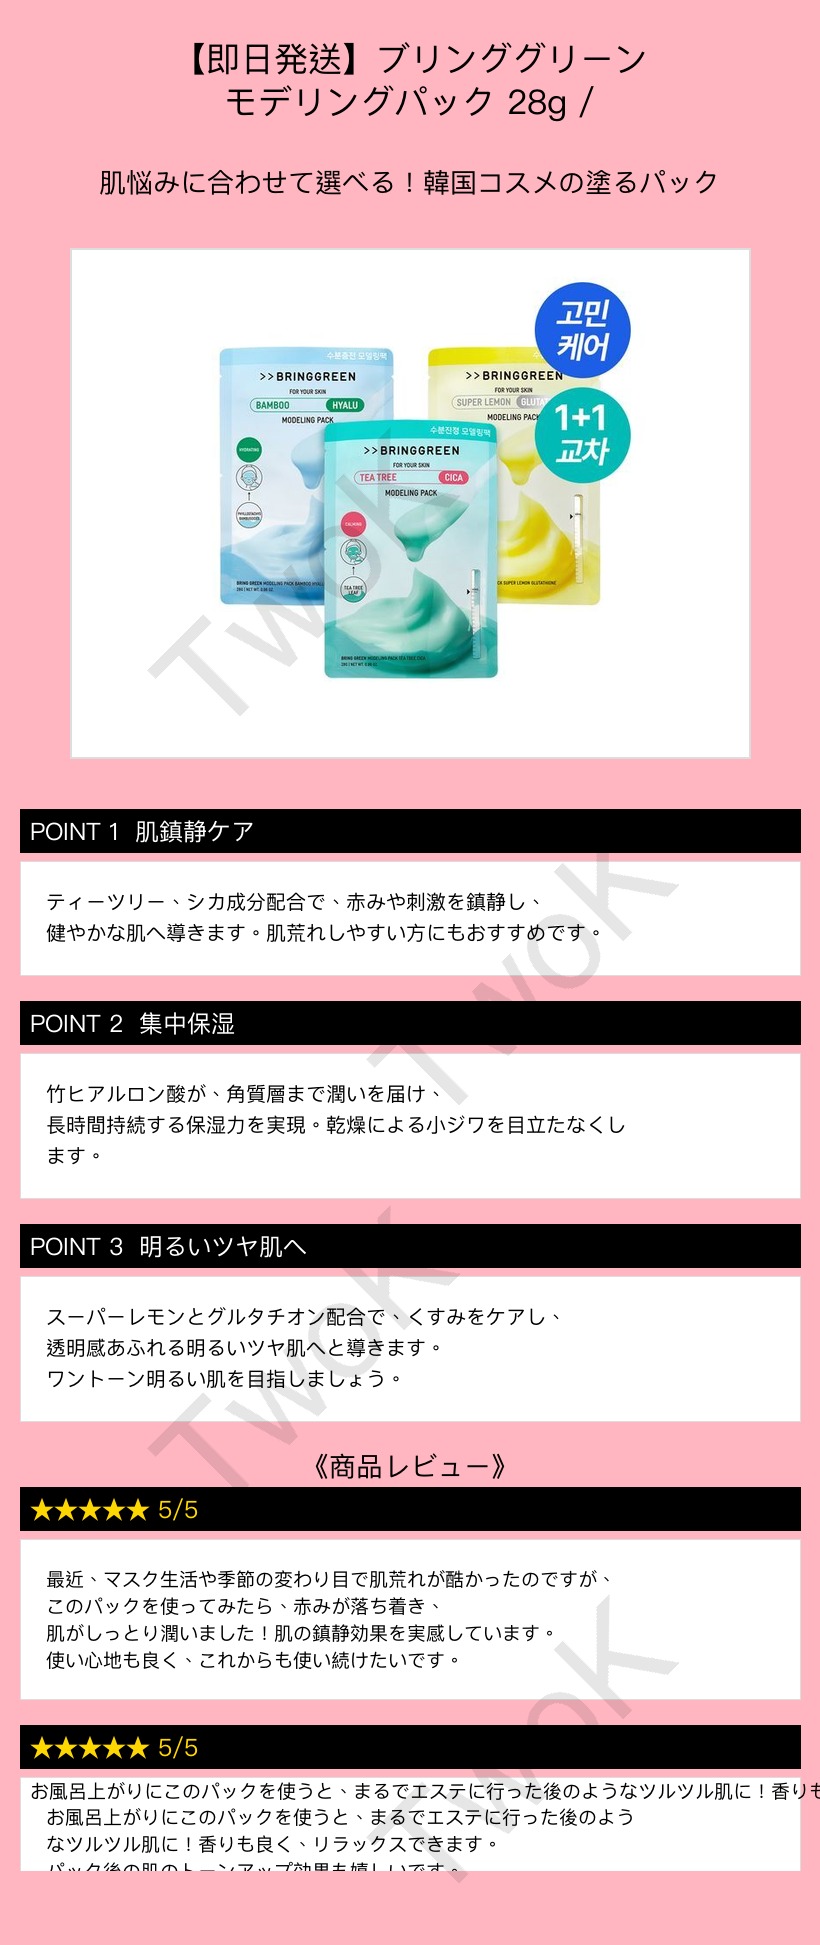 【即日発送】ブリンググリーン
モデリングパック 28g /
肌悩みに合わせて選べる！韓国コスメの塗るパック
고민
케어
1+1
교차
수분충전 모델링팩
>>BRINGGREEN
FOR YOUR SKIN
BAMBOO HYALU
MODELING PACK
HYDRATING
>>BRINGGREEN
FOR YOUR SKIN
SUPER LEMON
MODELING PACK
수분진정 모델링팩
>>BRINGGREEN
FOR YOUR SKIN
TEA TREE CICA
MODELING PACK
CALMING
TEA TREE
LEAF
TwoK
POINT 1 肌鎮静ケア
ティーツリー、シカ成分配合で、赤みや刺激を鎮静し、
健やかな肌へ導きます。肌荒れしやすい方にもおすすめです。
TwoK
POINT 2 集中保湿
竹ヒアルロン酸が、角質層まで潤いを届け、
長時間持続する保湿力を実現。乾燥による小ジワを目立たなくし
ます。
POINT 3 明るいツヤ肌へ
スーパーレモンとグルタチオン配合で、くすみをケアし、
透明感あふれる明るいツヤ肌へと導きます。
ワントーン明るい肌を目指しましょう。
TwoK
《商品レビュー》
★★★★★ 5/5
最近、マスク生活や季節の変わり目で肌荒れが酷かったのですが、
このパックを使ってみたら、赤みが落ち着き、
肌がしっとり潤いました！肌の鎮静効果を実感しています。
使い心地も良く、これからも使い続けたいです。
TwoK
★★★★★ 5/5
お風呂上がりにこのパックを使うと、まるでエステに行った後のようなツルツル肌に！香りも
お風呂上がりにこのパックを使うと、まるでエステに行った後のよう
なツルツル肌に！香りも良く、リラックスできます。
パック後の肌のトーンアップ効果も嬉しいです。